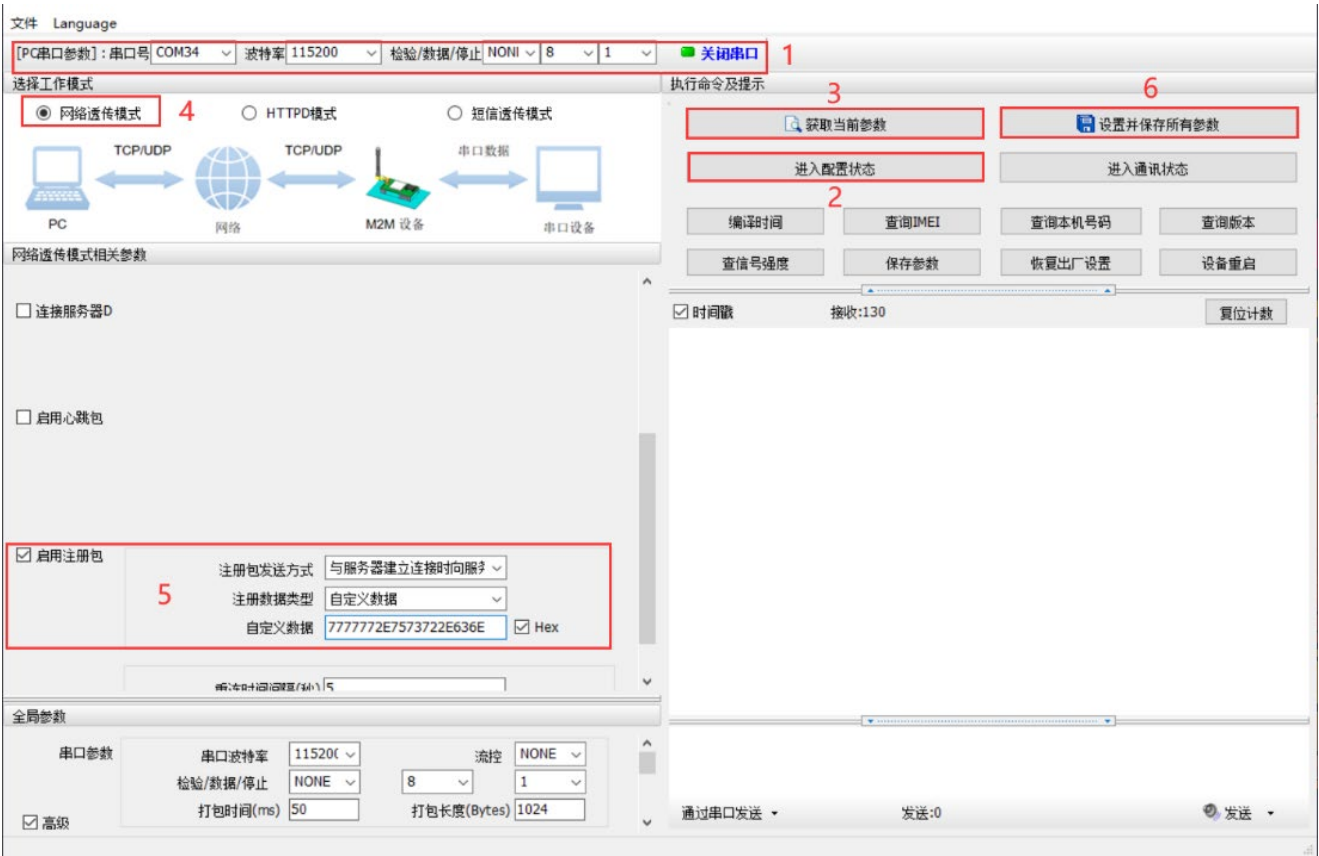 文件 Language
[PC串口参数]:串口号 COM34 波特率 115200 检验/数据/停止 NONI 8 1 关闭串口 1
选择工作模式
网络透传模式 4 HTTPD模式 短信透传模式
TCP/UDP TCP/UDP 串口数据
PC 网络 M2M 设备 串口设备
网络透传模式相关参数
连接服务器D
启用心跳包
启用注册包
5
注册包发送方式 与服务器建立连接时向服务
注册数据类型 自定义数据
自定义数据 7777772E7573722E636E Hex
重连时间间隔(秒) 5
全局参数
串口参数 串口波特率 11520( 流控 NONE
检验/数据/停止 NONE 8 1
打包时间(ms) 50 打包长度(Bytes) 1024
高级
执行命令及提示
3 6
获取当前参数 设置并保存所有参数
进入配置状态 进入通讯状态
2
编译时间 查询IMEI 查询本机号码 查询版本
查信号强度 保存参数 恢复出厂设置 设备重启
时间戳 接收:130 复位计数
通过串口发送 发送:0 发送